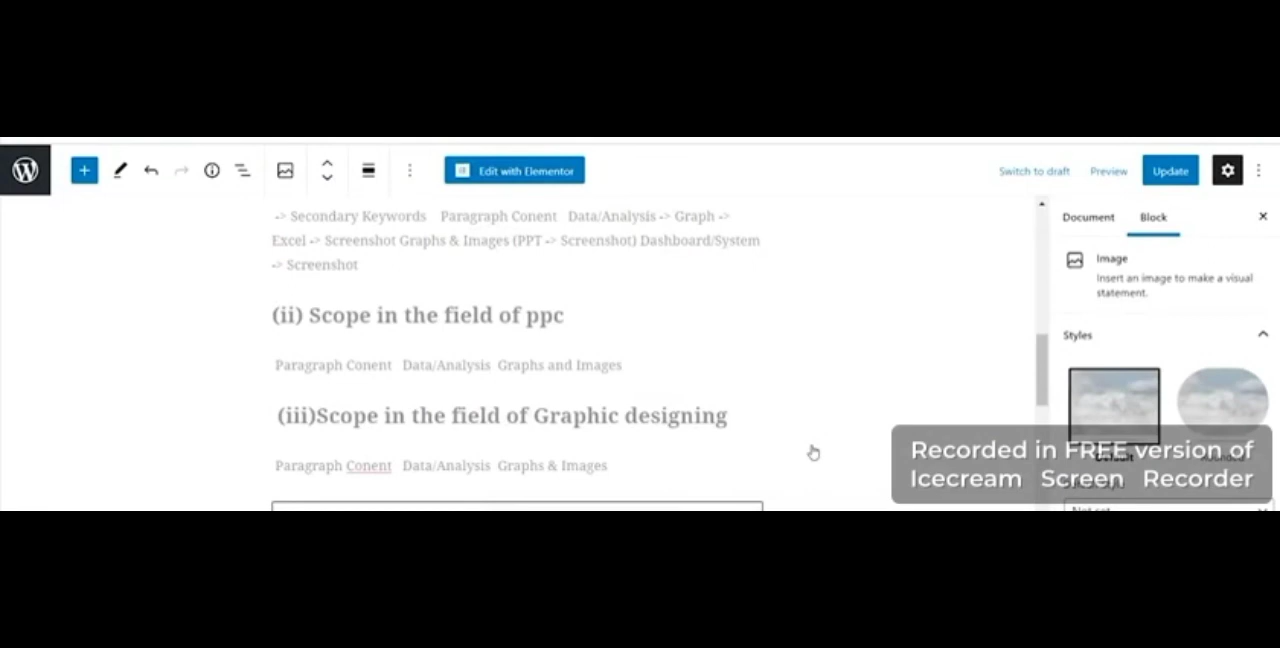 Edit with Elementor
Switch to draft
Preview
Update
-> Secondary Keywords Paragraph Conent Data/Analysis -> Graph ->
Excel -> Screenshot Graphs & Images (PPT -> Screenshot) Dashboard/System
-> Screenshot
(ii) Scope in the field of ppc
Paragraph Conent Data/Analysis Graphs and Images
(iii)Scope in the field of Graphic designing
Paragraph Conent Data/Analysis Graphs & Images
Document
Block
Image
Insert an image to make a visual
statement.
Styles
Default
Recorded in FREE version of
Icecream Screen Recorder
Not set